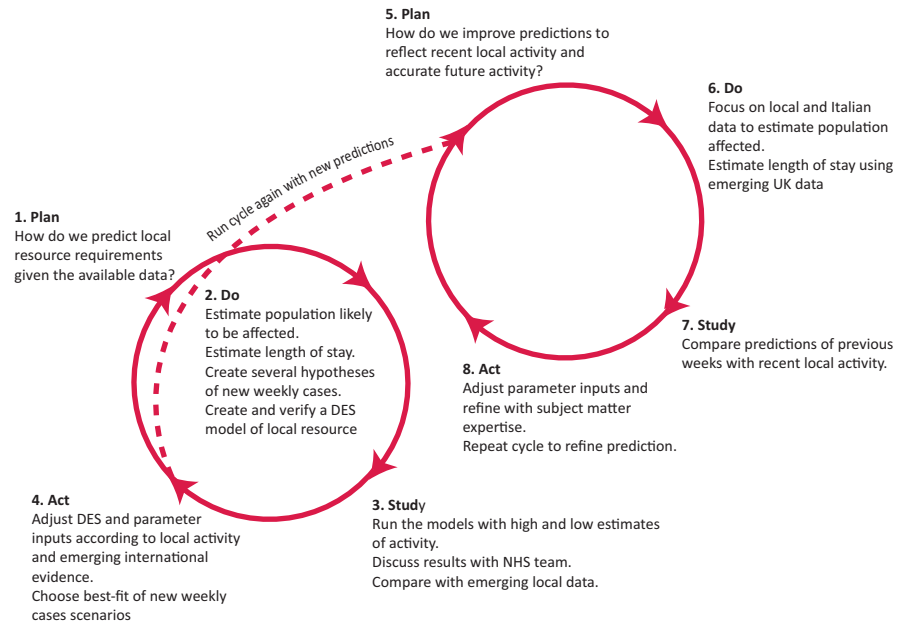 1. Plan
How do we predict local
resource requirements
given the available data?
2. Do
Estimate population likely
to be affected.
Estimate length of stay.
Create several hypotheses
of new weekly cases.
Create and verify a DES
model of local resource
3. Study
Run the models with high and low estimates
of activity.
Discuss results with NHS team.
Compare with emerging local data.
4. Act
Adjust DES and parameter
inputs according to local activity
and emerging international
evidence.
Choose best-fit of new weekly
cases scenarios
Run cycle again with new predictions
5. Plan
How do we improve predictions to
reflect recent local activity and
accurate future activity?
6. Do
Focus on local and Italian
data to estimate population
affected.
Estimate length of stay using
emerging UK data
7. Study
Compare predictions of previous
weeks with recent local activity.
8. Act
Adjust parameter inputs and
refine with subject matter
expertise.
Repeat cycle to refine prediction.